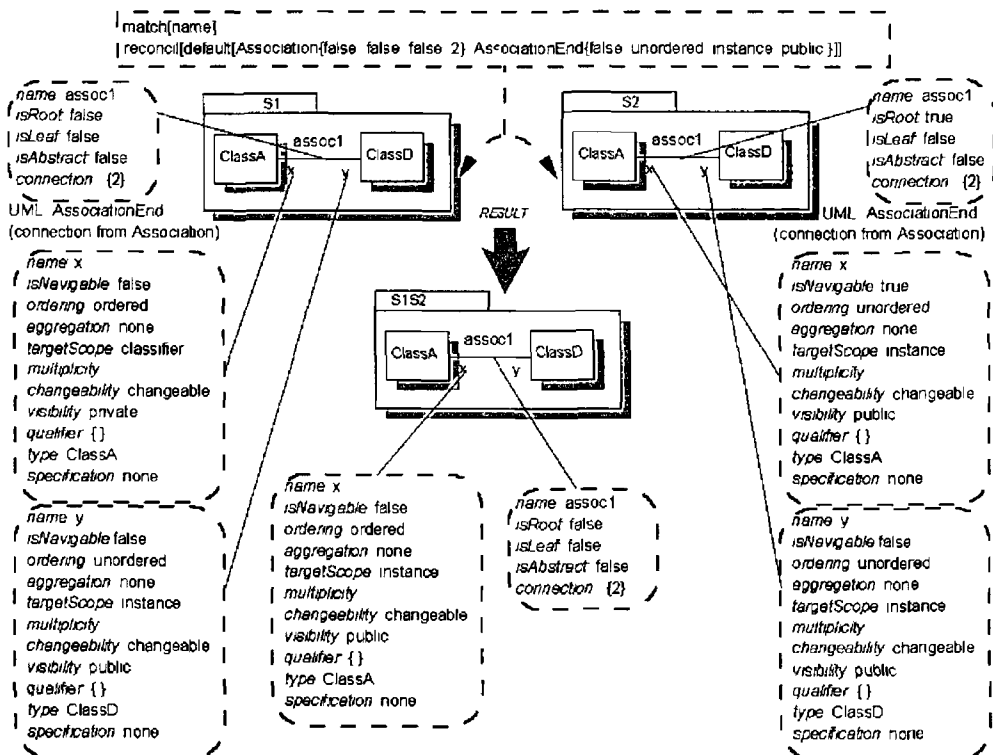 match[name]
reconcil[default[Association{false false false 2} AssociationEnd{false unordered instance public}]]
name assoc1
isRoot false
isLeaf false
isAbstract false
connection {2}
UML AssociationEnd
(connection from Association)
S1
ClassA
assoc1
ClassD
x
y
S2
ClassA
assoc1
ClassD
x
y
name assoc1
isRoot true
isLeaf false
isAbstract false
connection {2}
UML AssociationEnd
(connection from Association)
RESULT
name x
isNavigable false
ordering ordered
aggregation none
targetScope classifier
multiplicity
changeability changeable
visibility private
qualifier { }
type ClassA
specification none
name y
isNavigable false
ordering unordered
aggregation none
targetScope instance
multiplicity
changeability changeable
visibility public
qualifier { }
type ClassD
specification none
S1S2
ClassA
assoc1
ClassD
x
y
name x
isNavigable false
ordering ordered
aggregation none
targetScope instance
multiplicity
changeability changeable
visibility public
qualifier { }
type ClassA
specification none
name assoc1
isRoot false
isLeaf false
isAbstract false
connection {2}
name x
isNavigable true
ordering unordered
aggregation none
targetScope instance
multiplicity
changeability changeable
visibility public
qualifier { }
type ClassA
specification none
name y
isNavigable false
ordering unordered
aggregation none
targetScope instance
multiplicity
changeability changeable
visibility public
qualifier { }
type ClassD
specification none